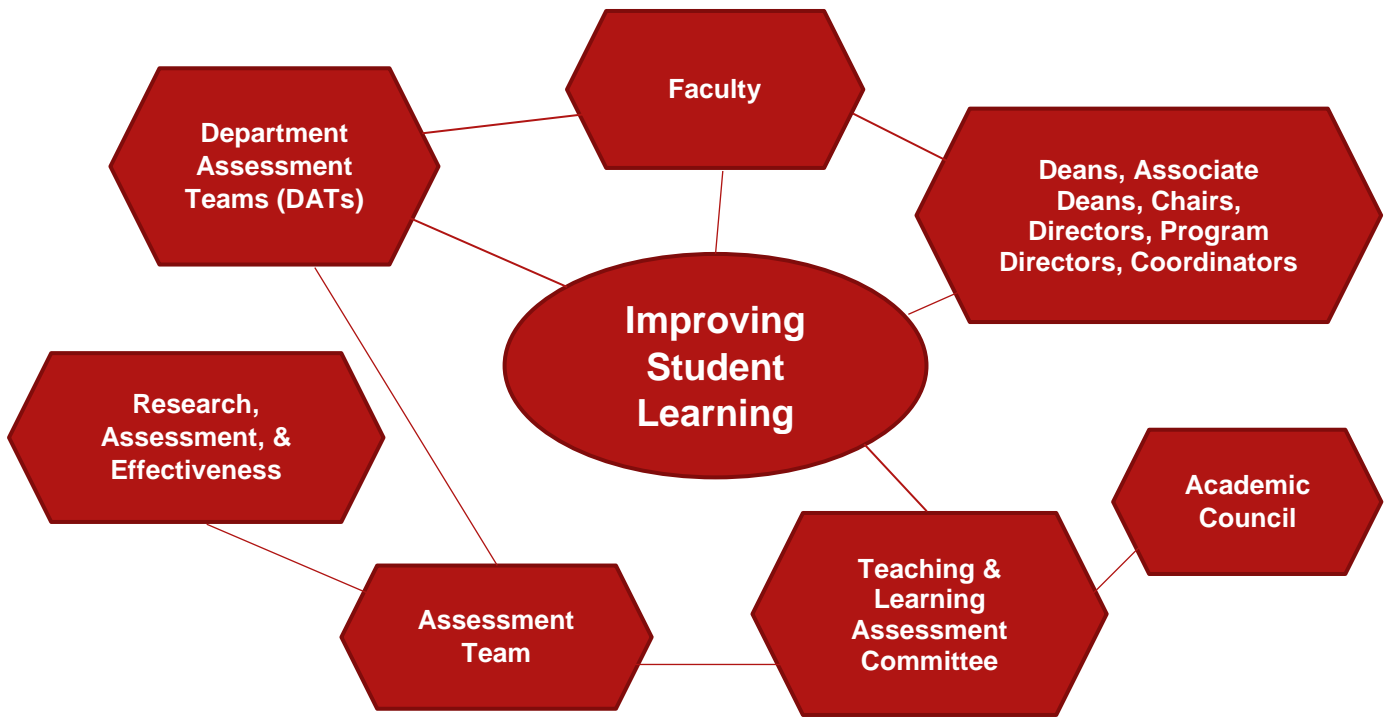 Faculty
Department
Assessment
Teams (DATs)
Deans, Associate
Deans, Chairs,
Directors, Program
Directors, Coordinators
Improving
Student
Learning
Research,
Assessment, &
Effectiveness
Academic
Council
Teaching &
Learning
Assessment
Committee
Assessment
Team